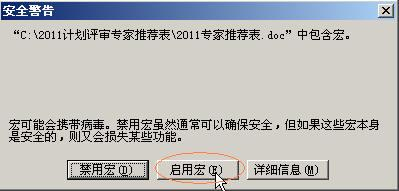 安全警告
“C:\2011计划评审专家推荐表\2011专家推荐表.doc”中包含宏。
宏可能会携带病毒。禁用宏虽然通常可以确保安全，但如果这些宏本身
是安全的，则又会损失某些功能。
禁用宏(D) 启用宏(E) 详细信息(M)